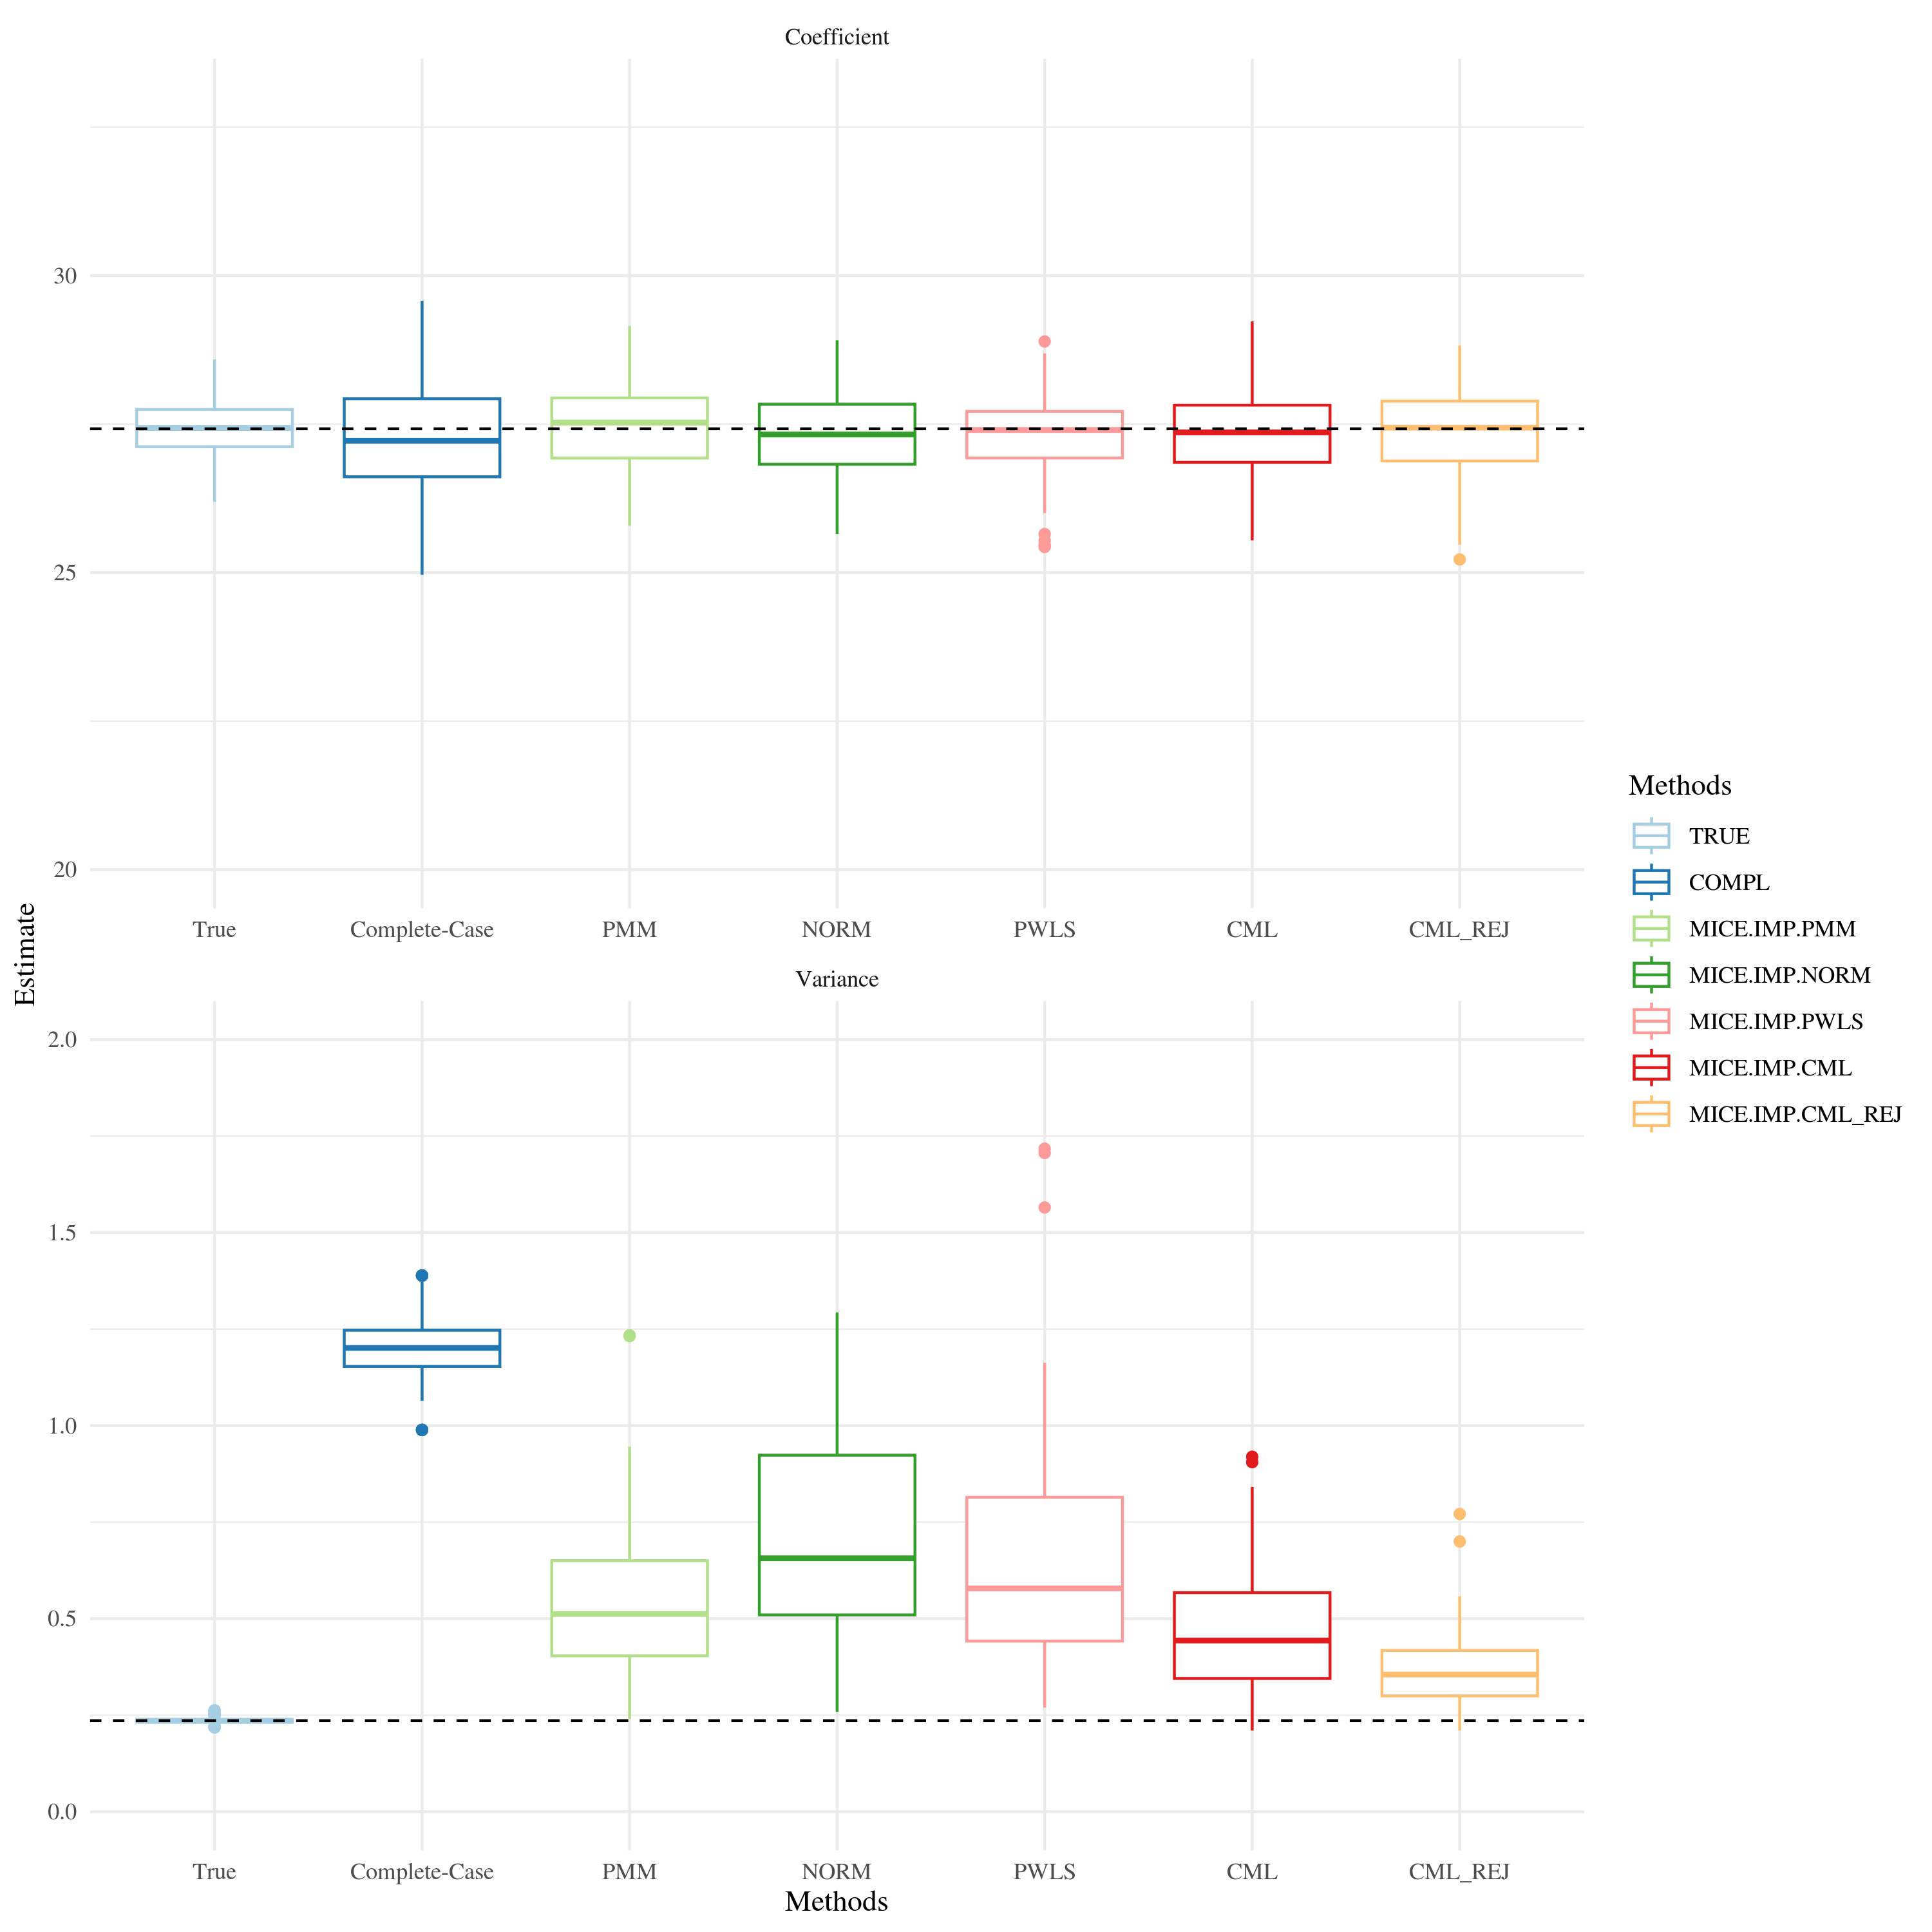 Coefficient
30
25
20
True Complete-Case PMM NORM PWLS CML CML_REJ
Estimate
Variance
2.0
1.5
1.0
0.5
0.0
True Complete-Case PMM NORM PWLS CML CML_REJ
Methods
Methods
TRUE
COMPL
MICE.IMP.PMM
MICE.IMP.NORM
MICE.IMP.PWLS
MICE.IMP.CML
MICE.IMP.CML_REJ